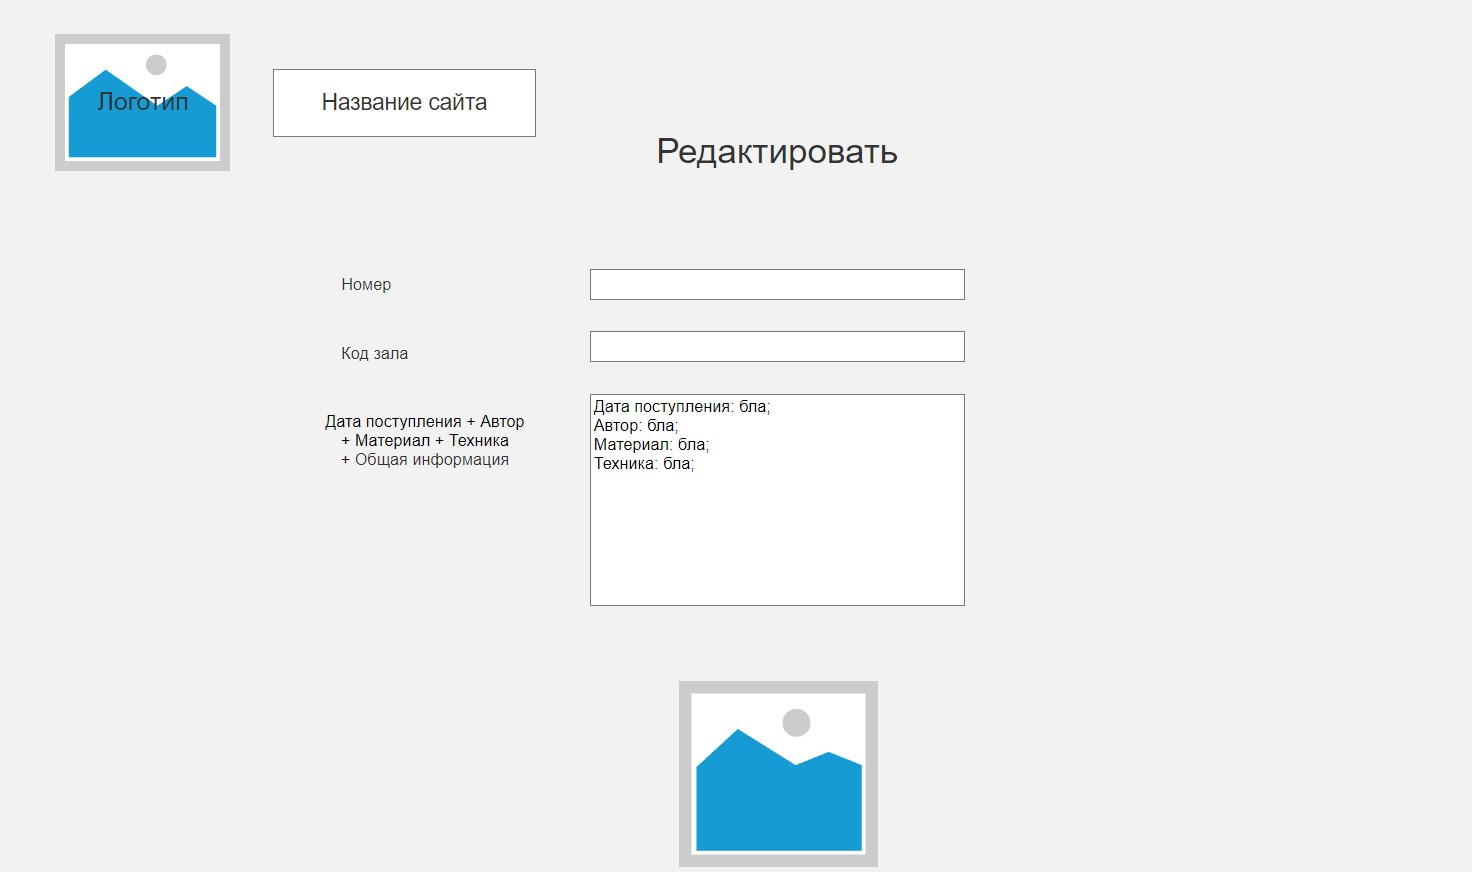 Логотип
Название сайта
Редактировать
Номер
Код зала
Дата поступления + Автор
+ Материал + Техника
+ Общая информация
Дата поступления: бла;
Автор: бла;
Материал: бла;
Техника: бла;